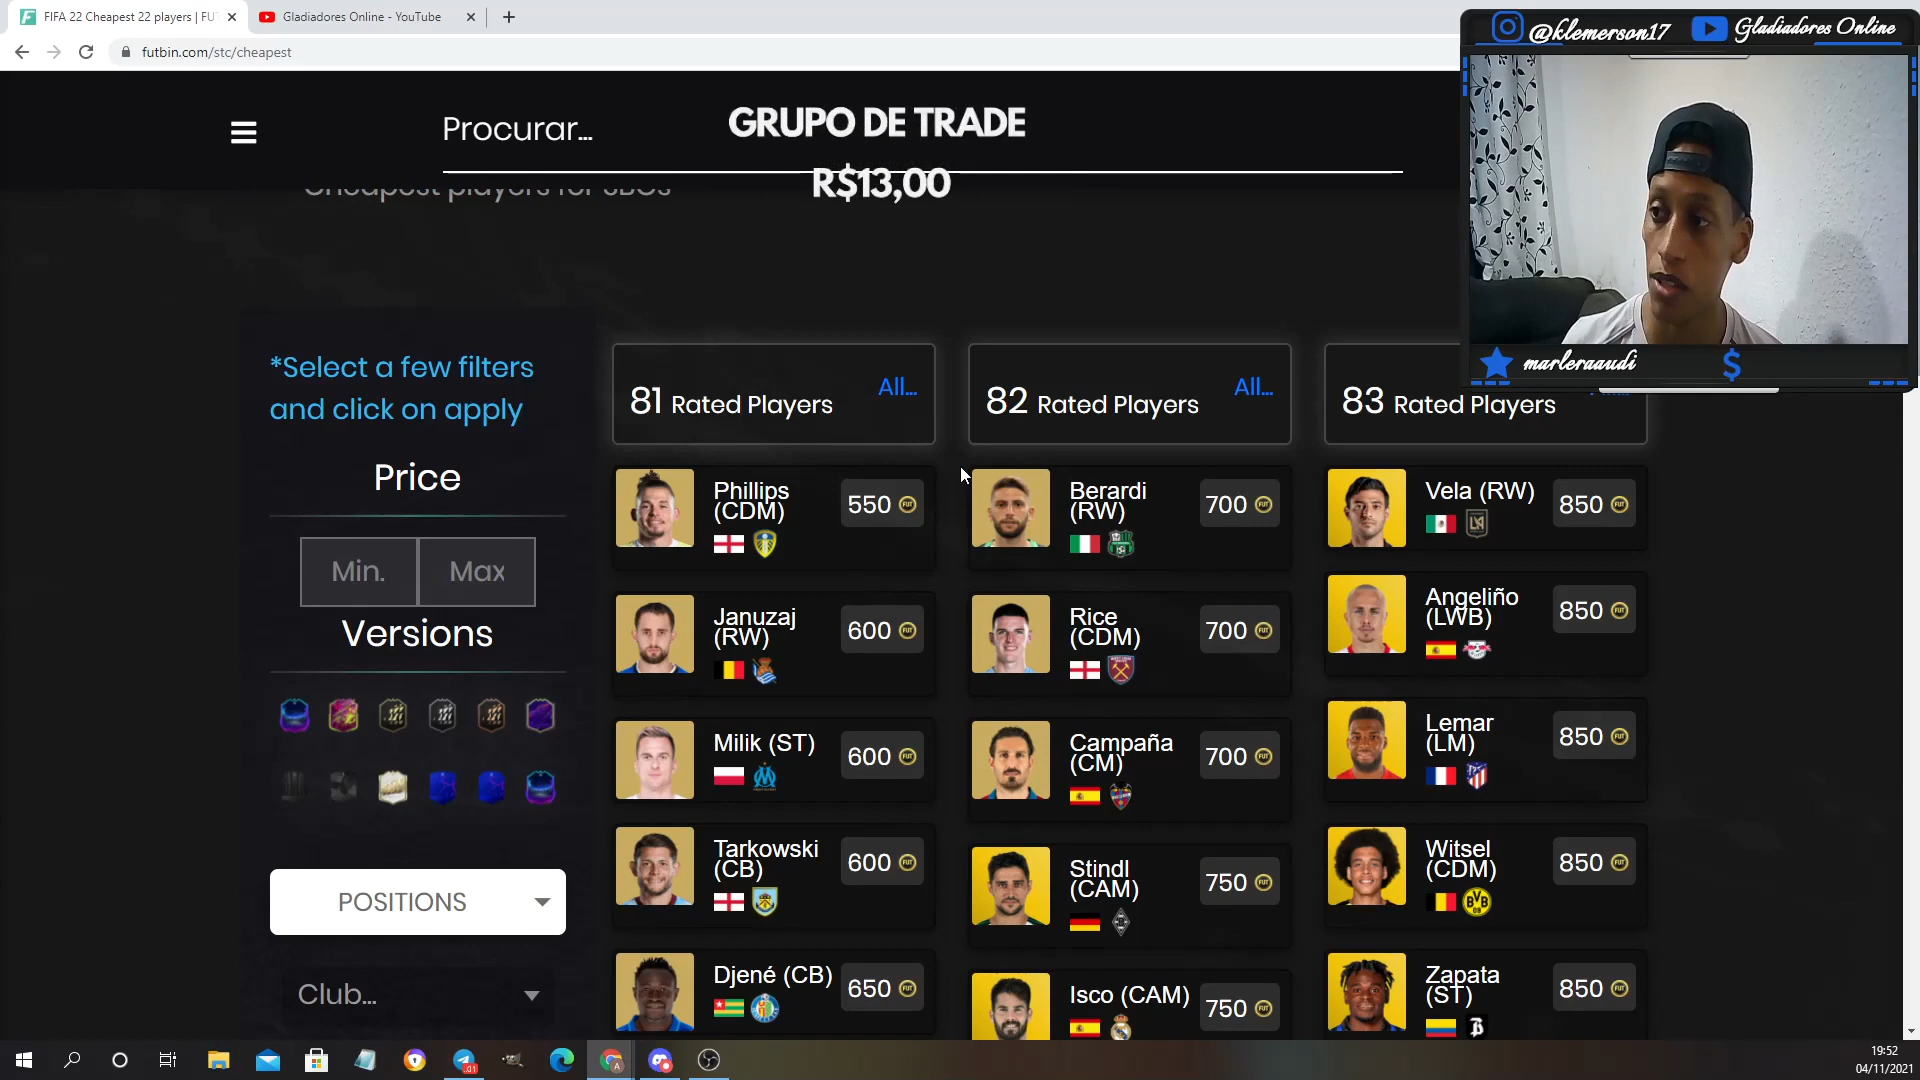 FIFA 22 Cheapest 22 players | FUT
Gladiadores Online - YouTube
futbin.com/stc/cheapest
@klemerson17
Gladiadores Online
Procurar...
GRUPO DE TRADE
R$13,00
Cheapest players for SBCs
marleraaudi
$
*Select a few filters
and click on apply
Price
Min.
Max
Versions
POSITIONS
Club...
81 Rated Players
All...
Phillips
(CDM)
550
Januzaj
(RW)
600
Milik (ST)
600
Tarkowski
(CB)
600
Djené (CB)
650
82 Rated Players
All...
Berardi
(RW)
700
Rice
(CDM)
700
Campaña
(CM)
700
Stindl
(CAM)
750
Isco (CAM)
750
83 Rated Players
Vela (RW)
850
Angeliño
(LWB)
850
Lemar
(LM)
850
Witsel
(CDM)
850
Zapata
(ST)
850
19:52
04/11/2021